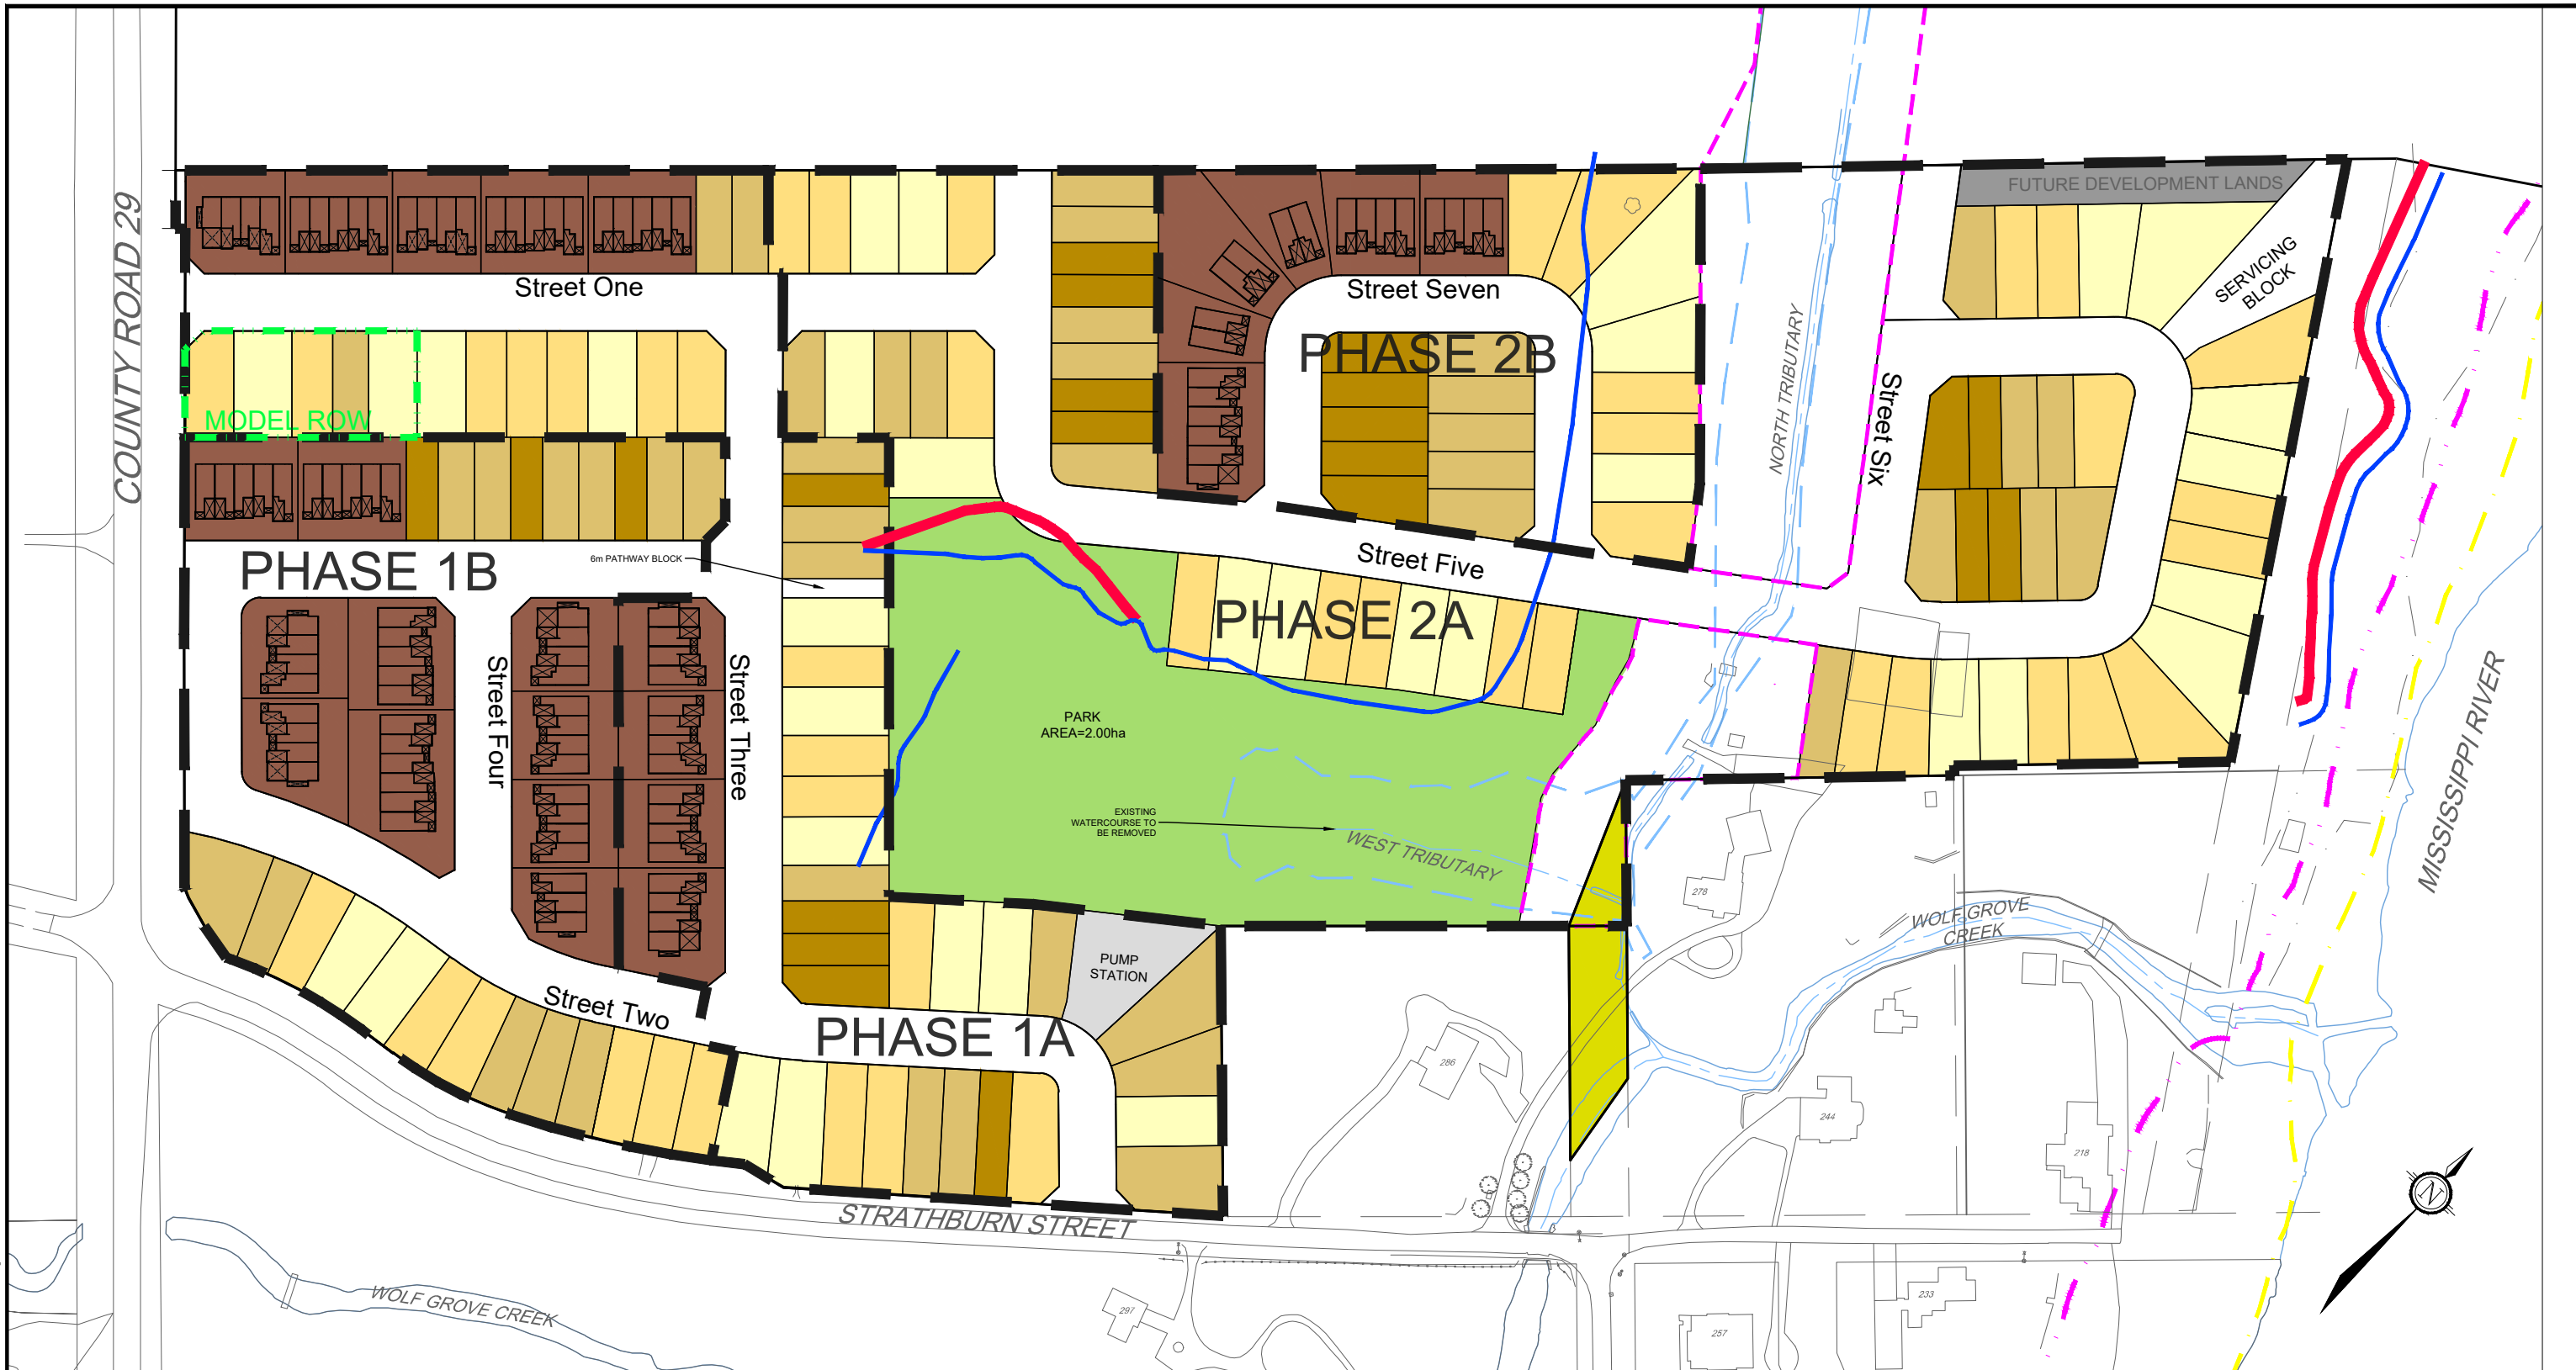 FUTURE DEVELOPMENT LANDS
COUNTY ROAD 29
Street One
Street Seven
SERVICING
BLOCK
PHASE 2B
NORTH TRIBUTARY
Street Six
MODEL ROW
PHASE 1B
6m PATHWAY BLOCK
Street Five
PHASE 2A
Street Four
Street Three
PARK
AREA=2.00ha
MISSISSIPPI RIVER
EXISTING
WATERCOURSE TO
BE REMOVED
WEST TRIBUTARY
278
WOLF GROVE
CREEK
PUMP
STATION
Street Two
PHASE 1A
286
244
218
N
STRATHBURN STREET
WOLF GROVE CREEK
297
233
257